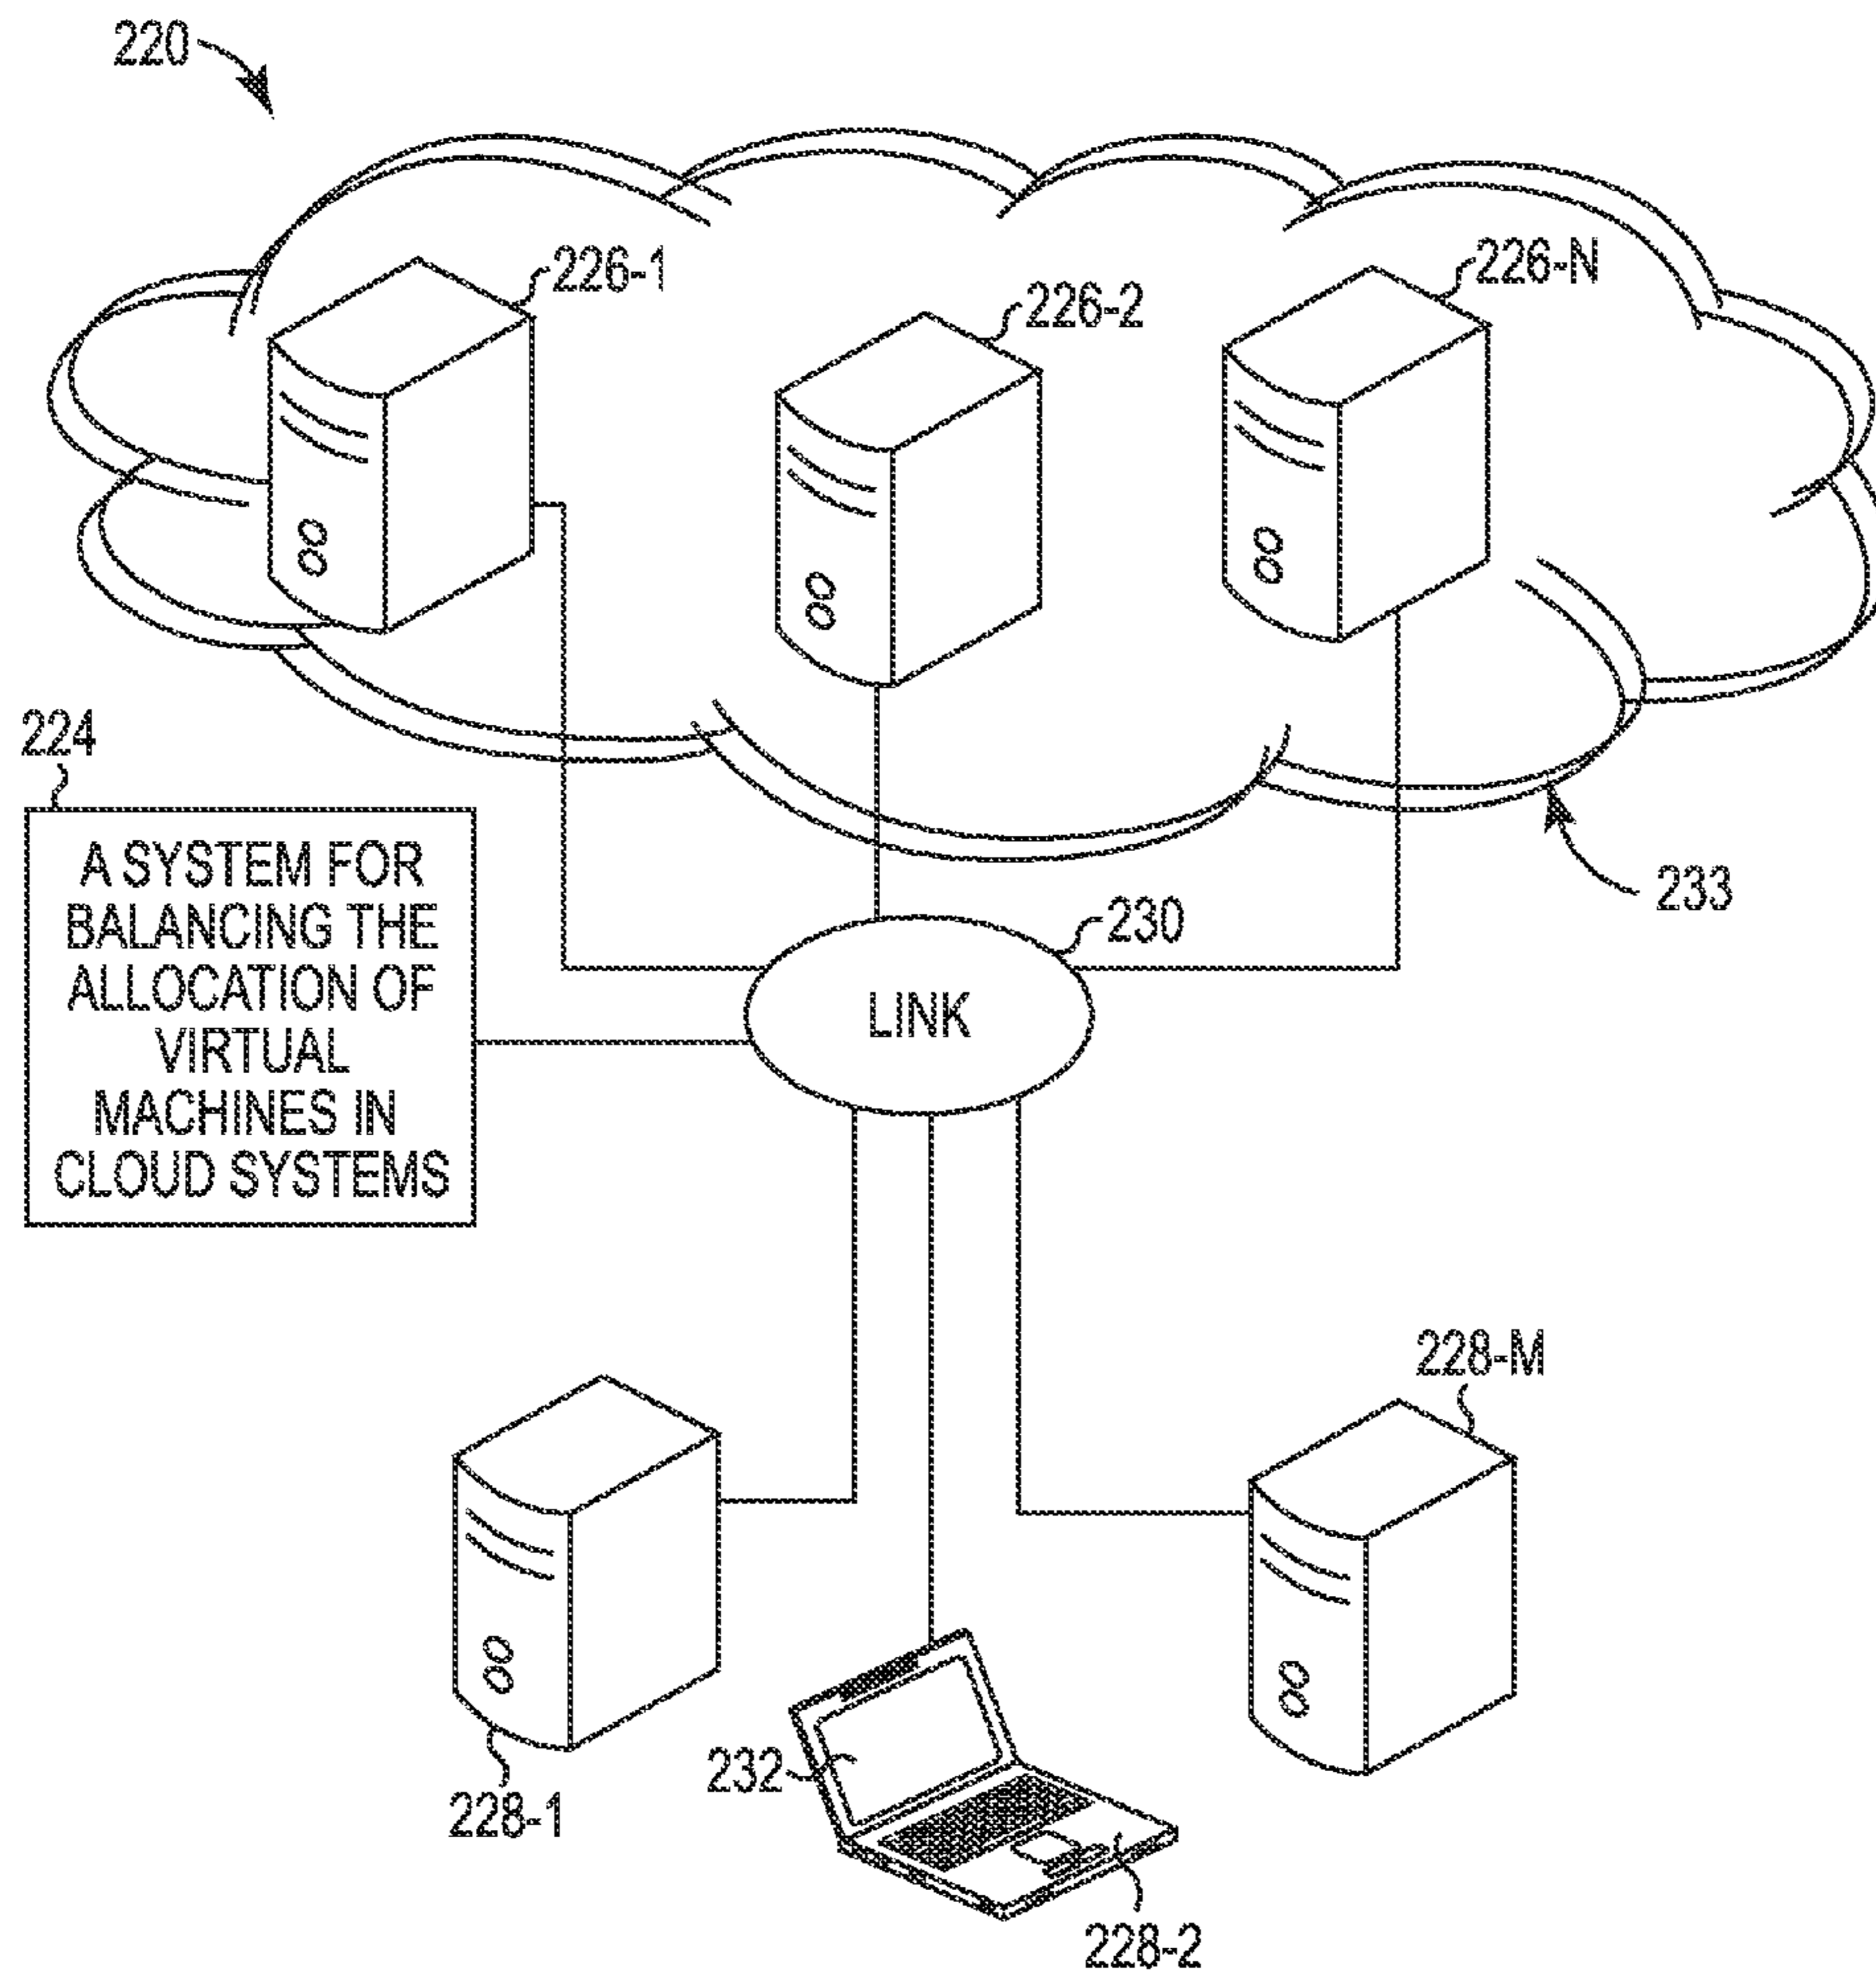 220
226-1
226-2
226-N
224
A SYSTEM FOR
BALANCING THE
ALLOCATION OF
VIRTUAL
MACHINES IN
CLOUD SYSTEMS
233
230
LINK
228-M
232
228-1
228-2